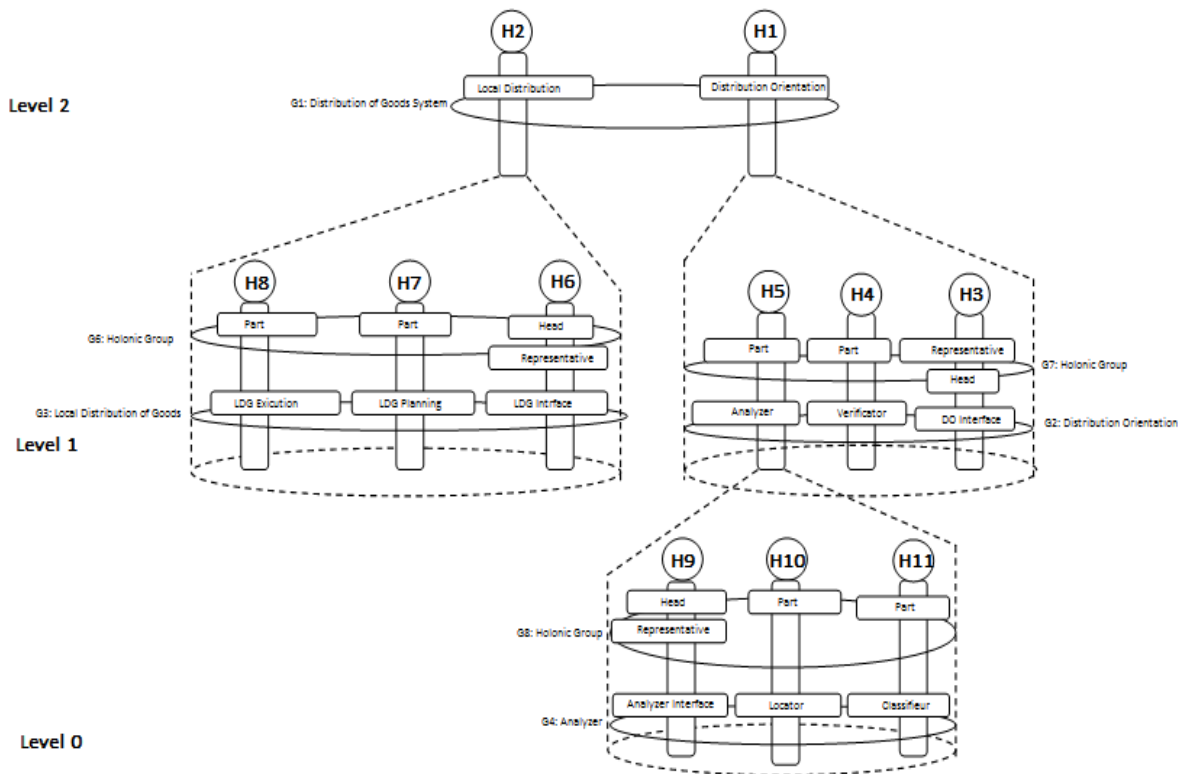 H2
H1
Local Distribution
Distribution Orientation
Level 2
G1: Distribution of Goods System
H8
H7
H6
H5
H4
H3
Part
Part
Head
G6: Holonic Group
Representative
Part
Part
Representative
G7: Holonic Group
Head
LDG Exicution
LDG Planning
LDG Intrface
G3: Local Distribution of Goods
Analyzer
Verificator
DO Interface
G2: Distribution Orientation
Level 1
H9
H10
H11
Head
Part
Part
G8: Holonic Group
Representative
Analyzer Interface
Locator
Classifieur
G4: Analyzer
Level 0